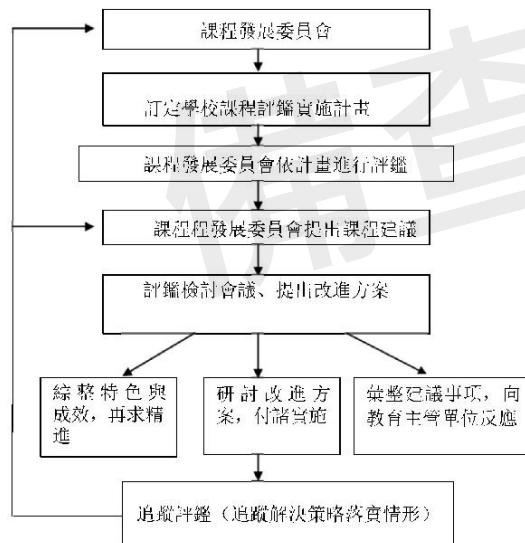 課程發展委員會
訂定學校課程評鑑實施計畫
課程發展委員會依計畫進行評鑑
課程程發展委員會提出課程建議
評鑑檢討會議、提出改進方案
綜整特色與
成效，再求精
進
研討改進方
案，付諸實施
彙整建議事項，向
教育主管單位反應
追蹤評鑑（追蹤解決策略落實情形）
備查